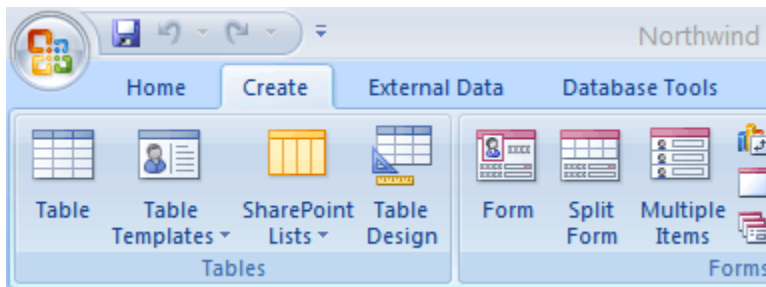 Northwind
Home Create External Data Database Tools
Table Table Templates SharePoint Lists Table Design Form Split Form Multiple Items
Tables Forms